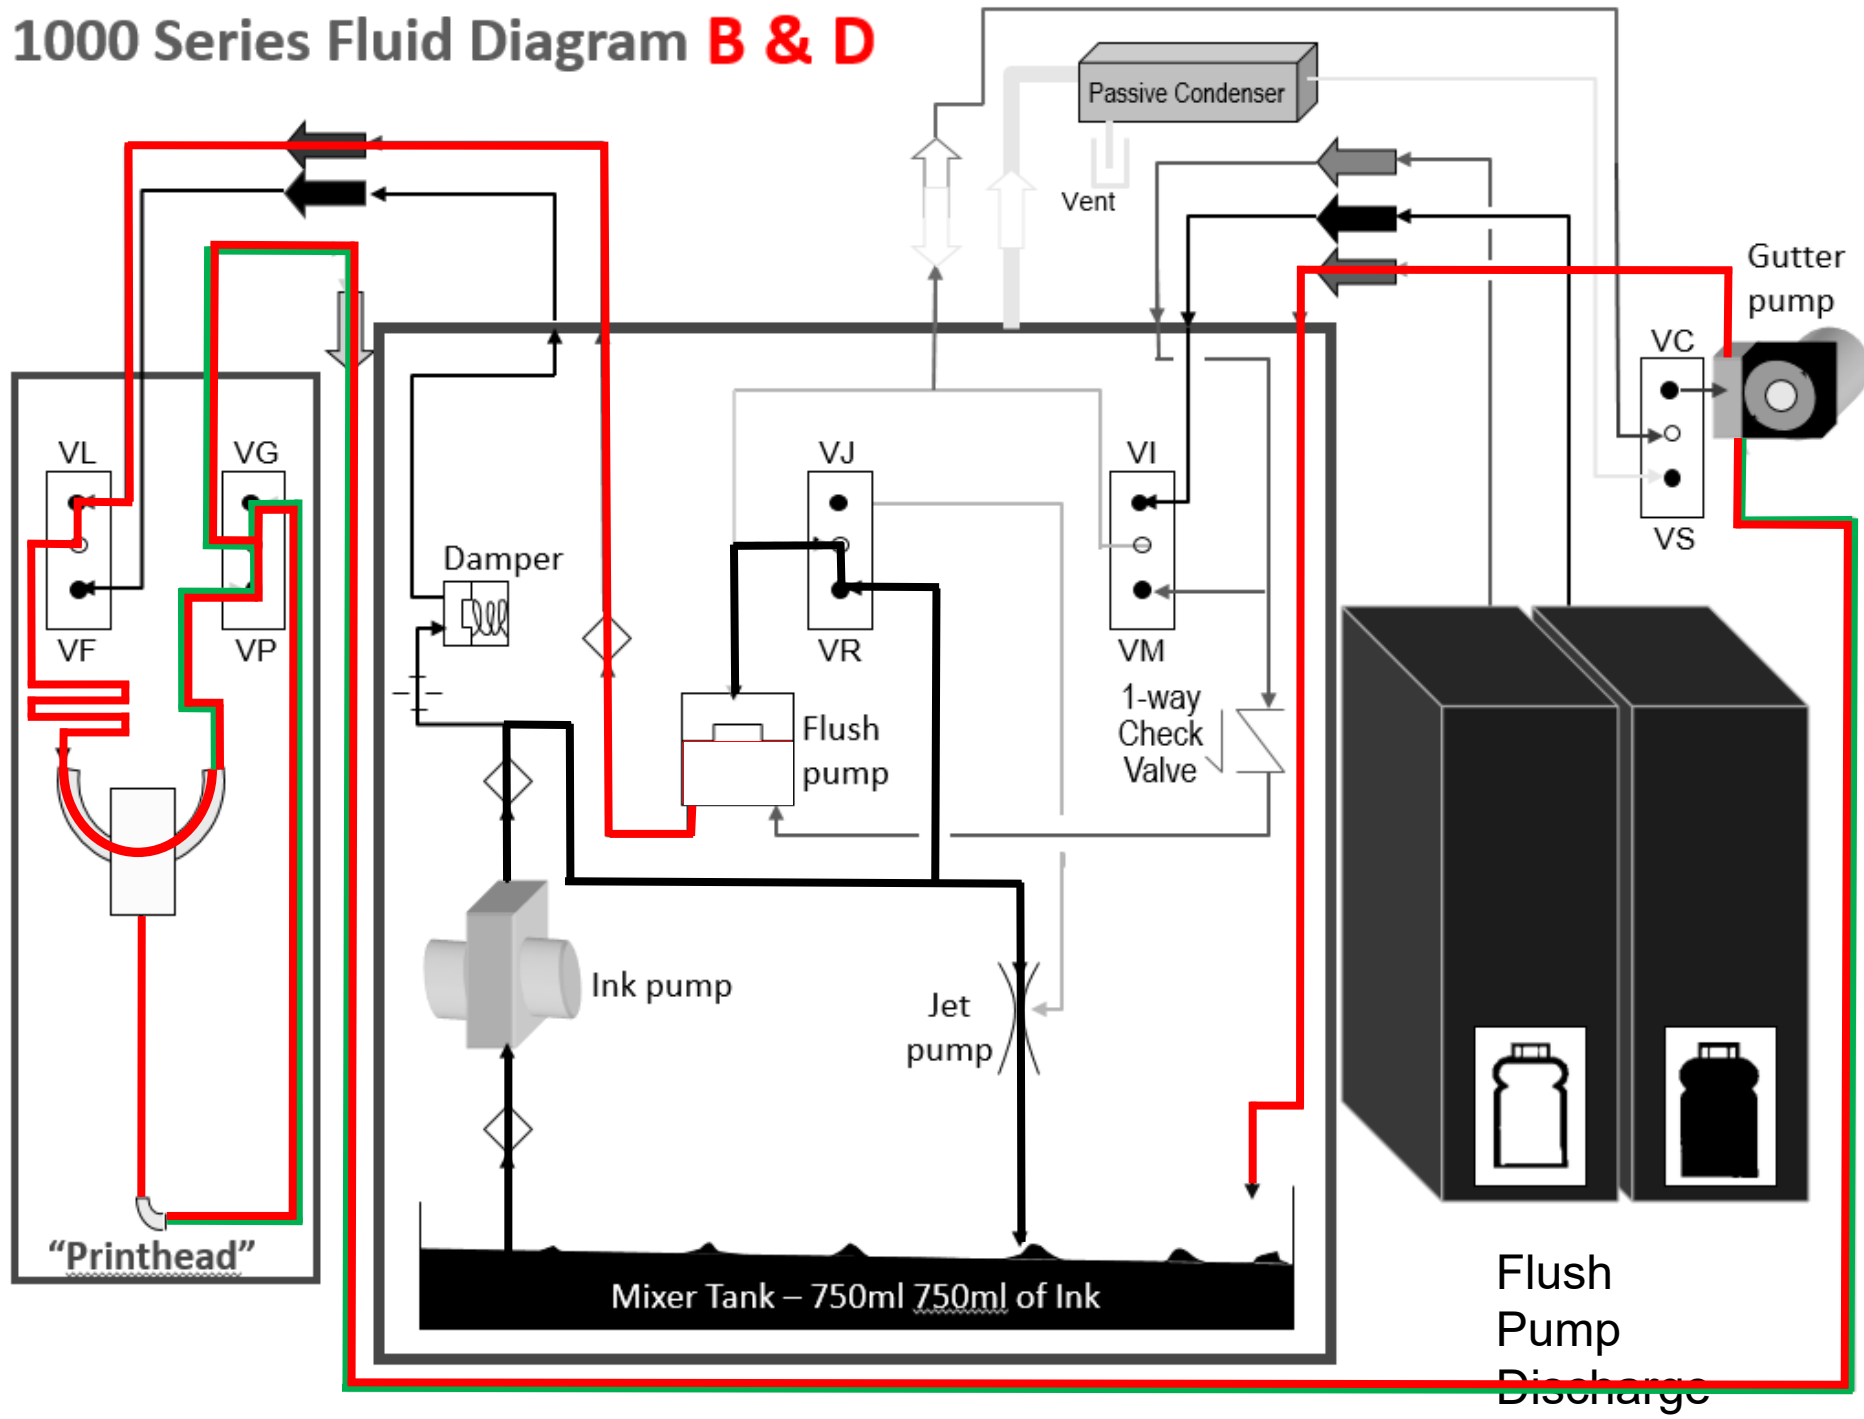 1000 Series Fluid Diagram B & D
Passive Condenser
Vent
Gutter
pump
VC
VS
VL
VG
VJ
VI
Damper
VF
VP
VR
VM
1-way
Check
Valve
Flush
pump
Ink pump
Jet
pump
“Printhead”
Mixer Tank – 750ml 750ml of Ink
Flush
Pump
Discharge